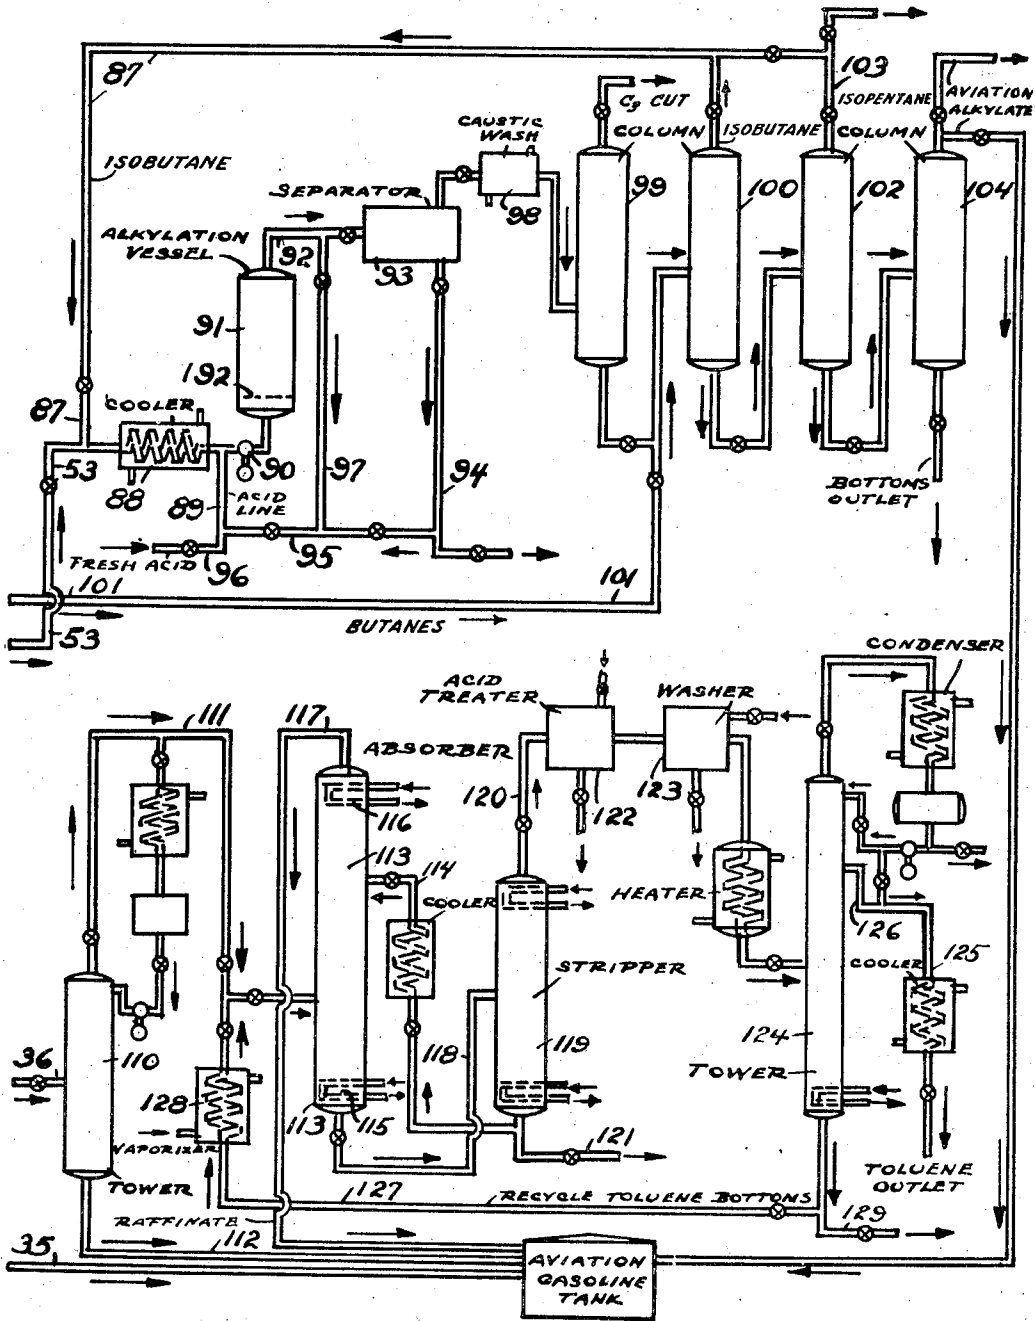 87
103
AVIATION
ALKYLATE
ISOPENTANE
C3 CUT
COLUMN
ISOBUTANE
COLUMN
CAUSTIC
WASH
98
99
100
102
104
ISOBUTANE
SEPARATOR
93
ALKYLATION
VESSEL
92
91
192
87
COOLER
88
90
53
89
ACID
LINE
97
94
95
FRESH ACID
96
BOTTOMS
OUTLET
101
101
BUTANES
53
CONDENSER
ACID
TREATER
WASHER
111
117
ABSORBER
120
122
123
116
113
114
COOLER
HEATER
126
125
COOLER
STRIPPER
118
119
124
TOWER
36
110
128
VAPORIZER
113
115
121
TOWER
127
RECYCLE TOLUENE BOTTOMS
TOLUENE
OUTLET
129
RAFFINATE
112
35
AVIATION
GASOLINE
TANK